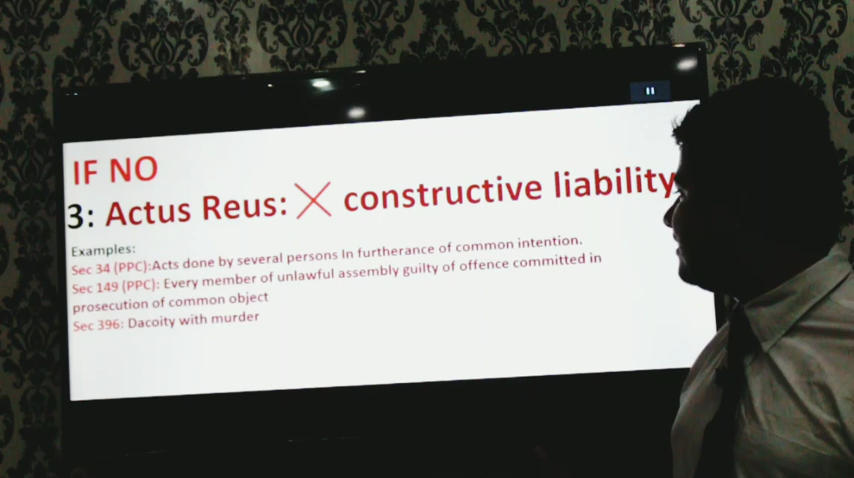 IF NO
3: Actus Reus: X constructive liability
Examples:
Sec 34 (PPC):Acts done by several persons In furtherance of common intention.
Sec 149 (PPC): Every member of unlawful assembly guilty of offence committed in
prosecution of common object
Sec 396: Dacoity with murder